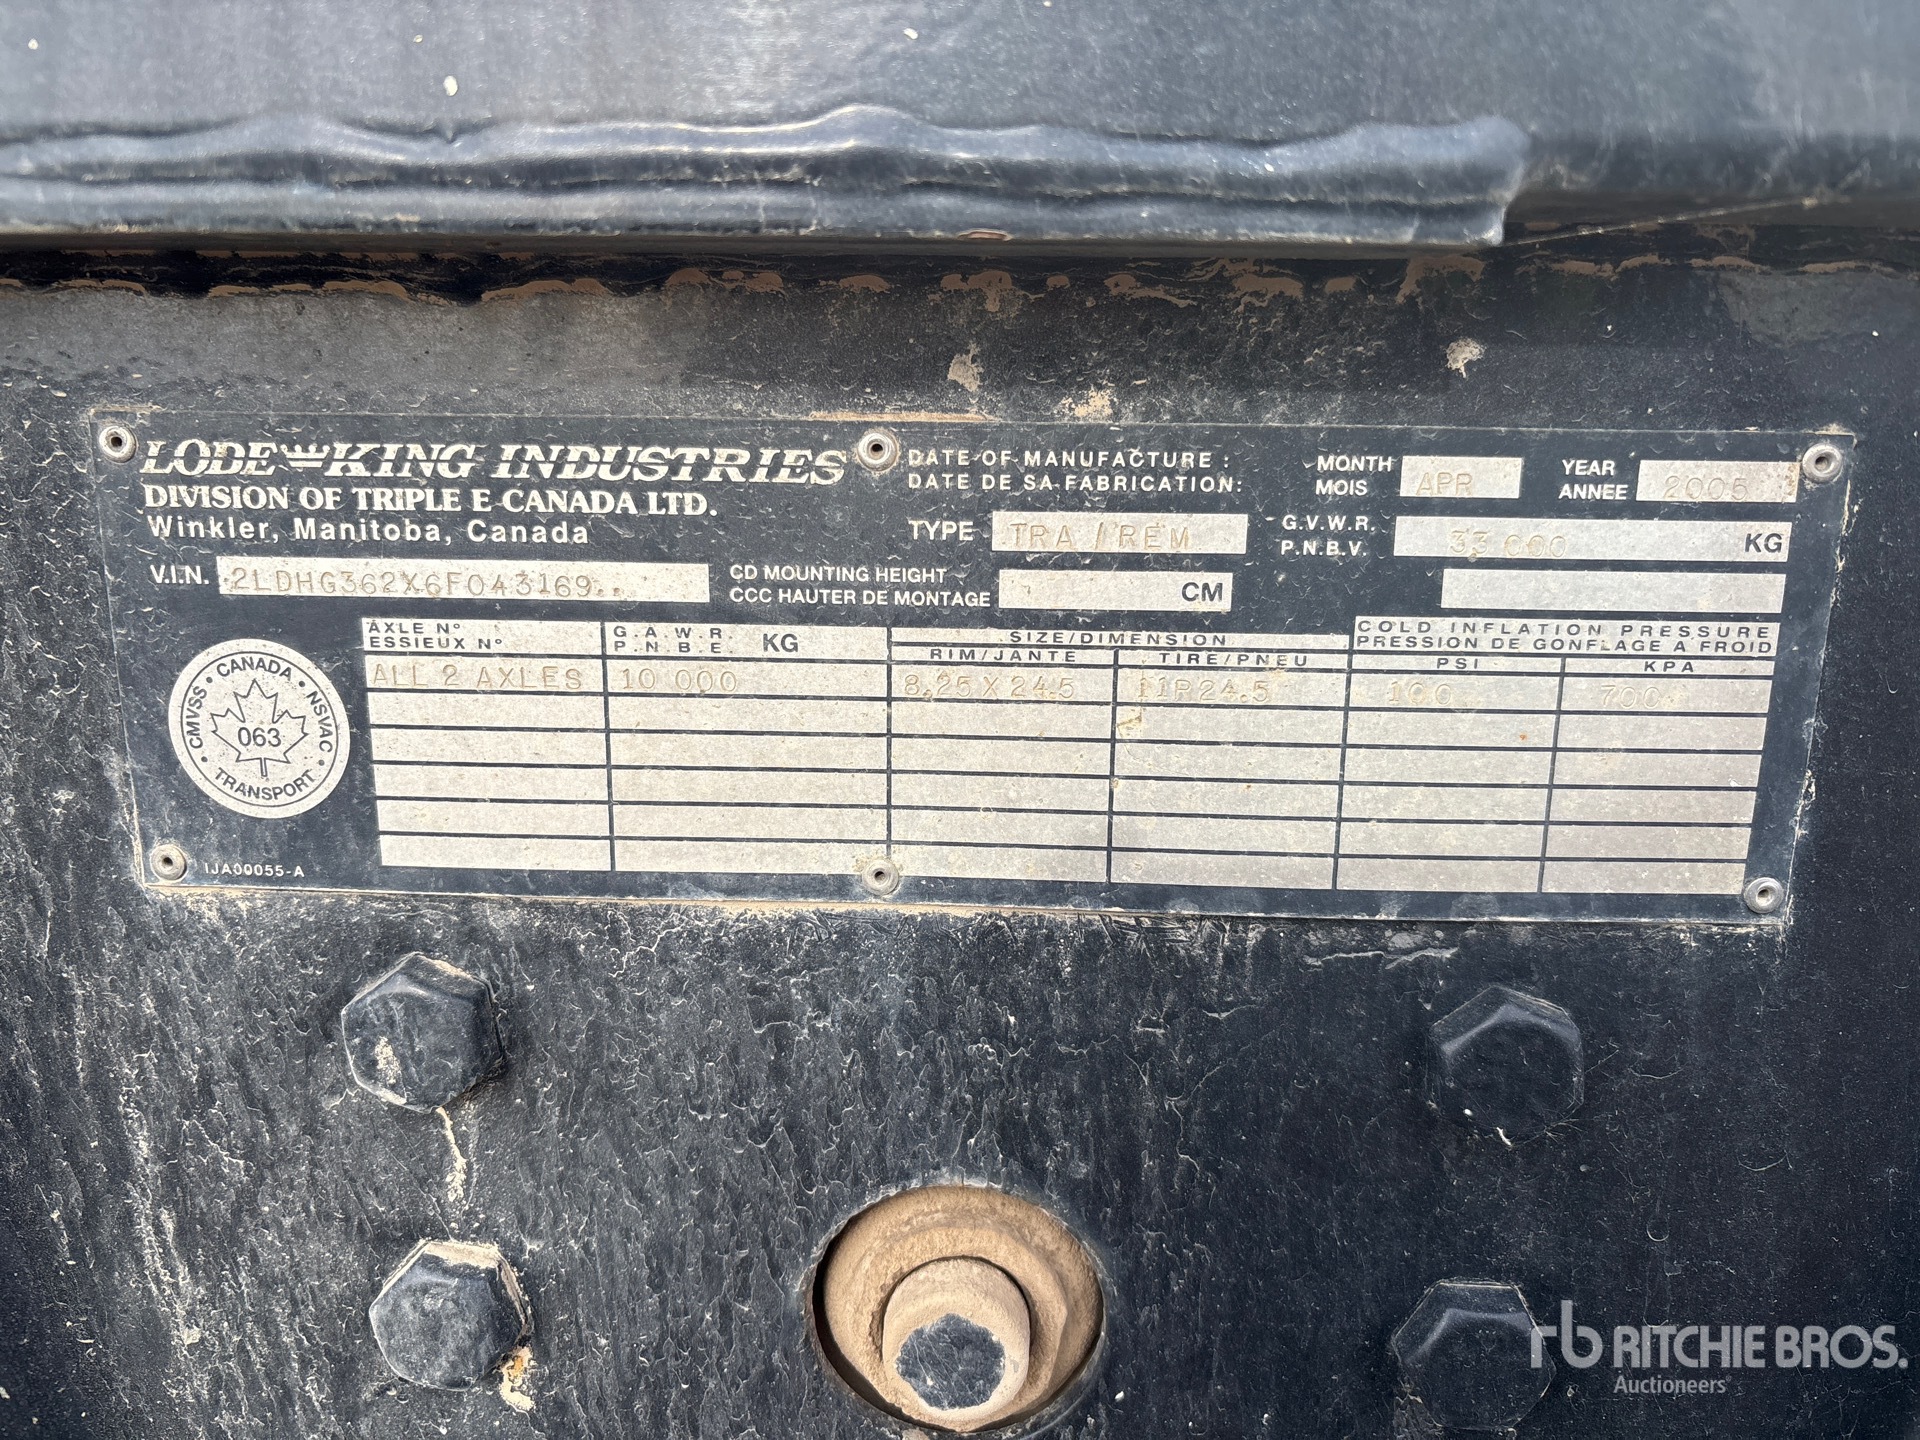 LODE KING INDUSTRIES
DIVISION OF TRIPLE E CANADA LTD.
Winkler, Manitoba, Canada
DATE OF MANUFACTURE :
DATE DE SA FABRICATION:
MONTH
MOIS
APR
YEAR
ANNEE
2005
TYPE TRA / REM
G.V.W.R.
P.N.B.V.
33 000 KG
V.I.N. 2LDHG362X6F043169
CD MOUNTING HEIGHT
CCC HAUTER DE MONTAGE
CM
AXLE Nº
ESSIEUX Nº
G.A.W.R.
P.N.B.E. KG
SIZE/DIMENSION
RIM/JANTE TIRE/PNEU
COLD INFLATION PRESSURE
PRESSION DE GONFLAGE A FROID
PSI KPA
ALL 2 AXLES 10 000 8.25 X 24.5 11R24.5 100 700
CANADA
CMVSS
NSVAC
TRANSPORT
063
IJA00055-A
rb RITCHIE BROS.
Auctioneers